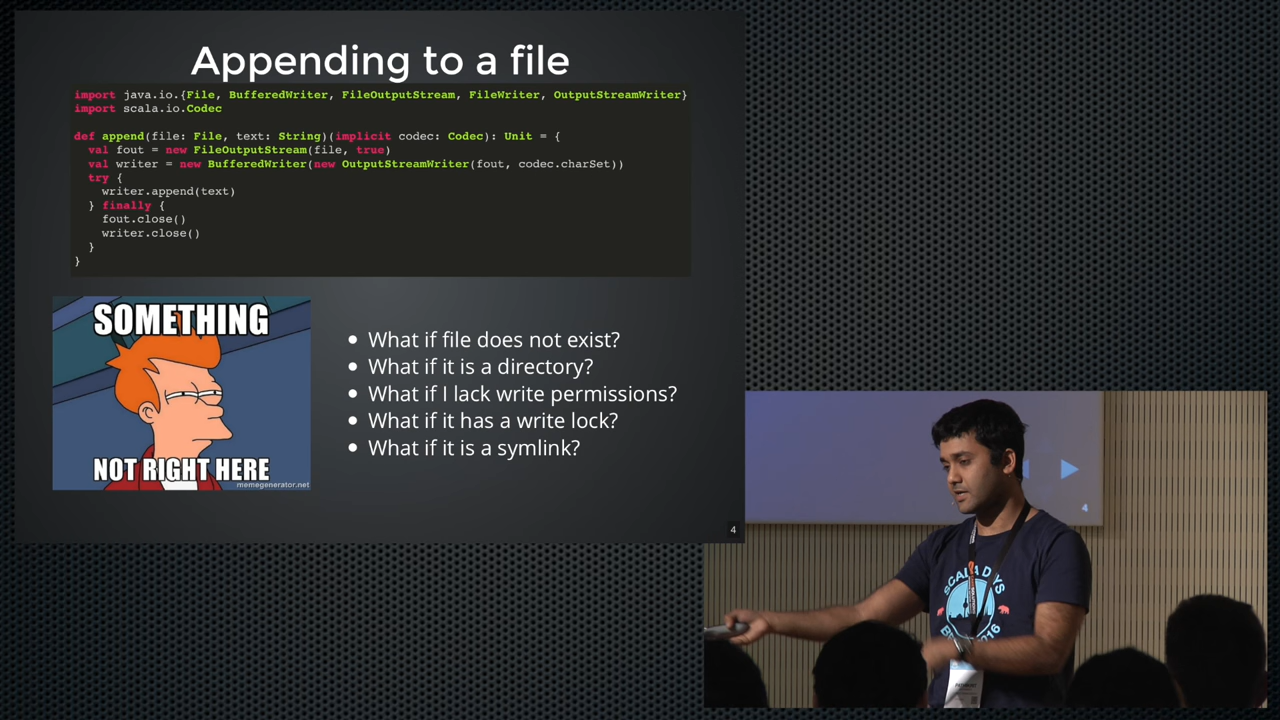 Appending to a file
import java.io.{File, BufferedWriter, FileOutputStream, FileWriter, OutputStreamWriter}
import scala.io.Codec
def append(file: File, text: String)(implicit codec: Codec): Unit = {
val fout = new FileOutputStream(file, true)
val writer = new BufferedWriter(new OutputStreamWriter(fout, codec.charSet))
try {
writer.append(text)
} finally {
fout.close()
writer.close()
}
}
SOMETHING
NOT RIGHT HERE
memegenerator.net
• What if file does not exist?
• What if it is a directory?
• What if I lack write permissions?
• What if it has a write lock?
• What if it is a symlink?
4
4
SCALA D YS